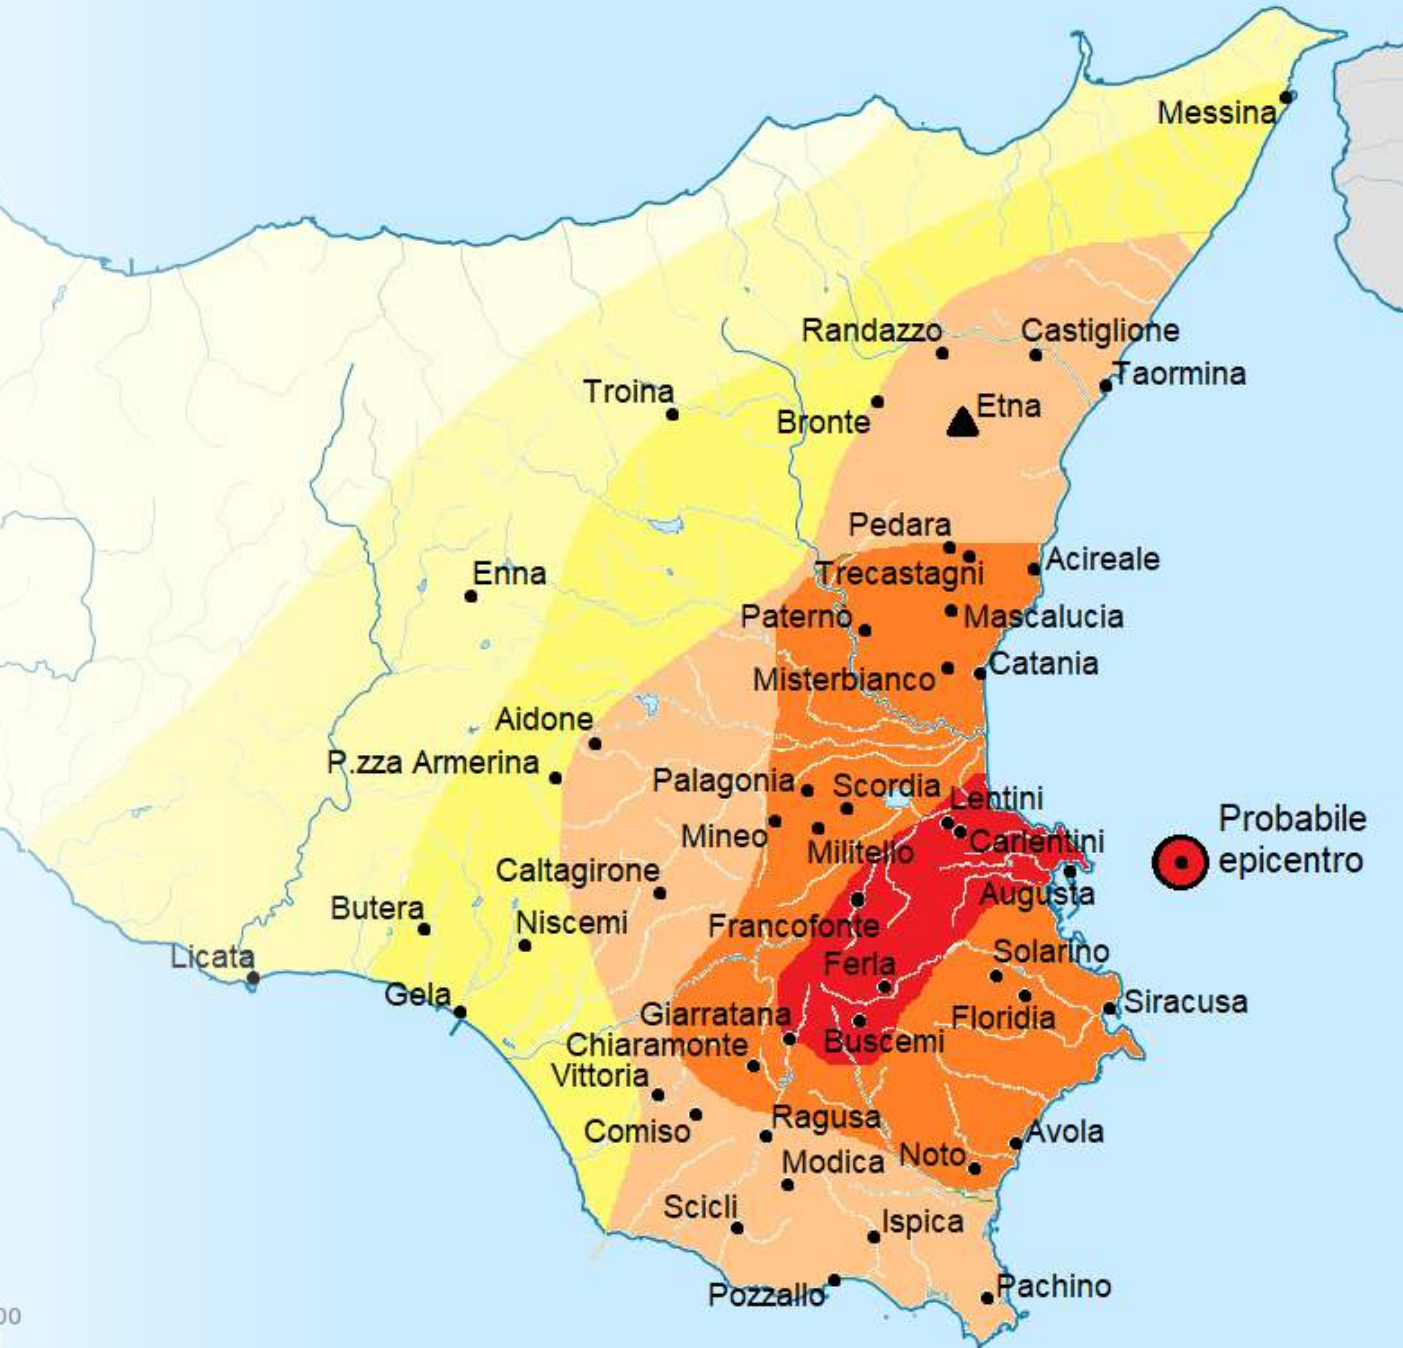 Messina
Randazzo
Castiglione
Taormina
Troina
Etna
Bronte
Pedara
Acireale
Enna
Trecastagni
Paternò
Mascalucia
Catania
Misterbianco
Aidone
P.zza Armerina
Palagonia
Scordia
Lentini
Probabile
epicentro
Mineo
Militello
Carlentini
Caltagirone
Augusta
Butera
Niscemi
Francofonte
Licata
Ferla
Solarino
Gela
Siracusa
Giarratana
Floridia
Chiaramonte
Buscemi
Vittoria
Comiso
Ragusa
Avola
Noto
Modica
Scicli
Ispica
Pozzallo
Pachino
00